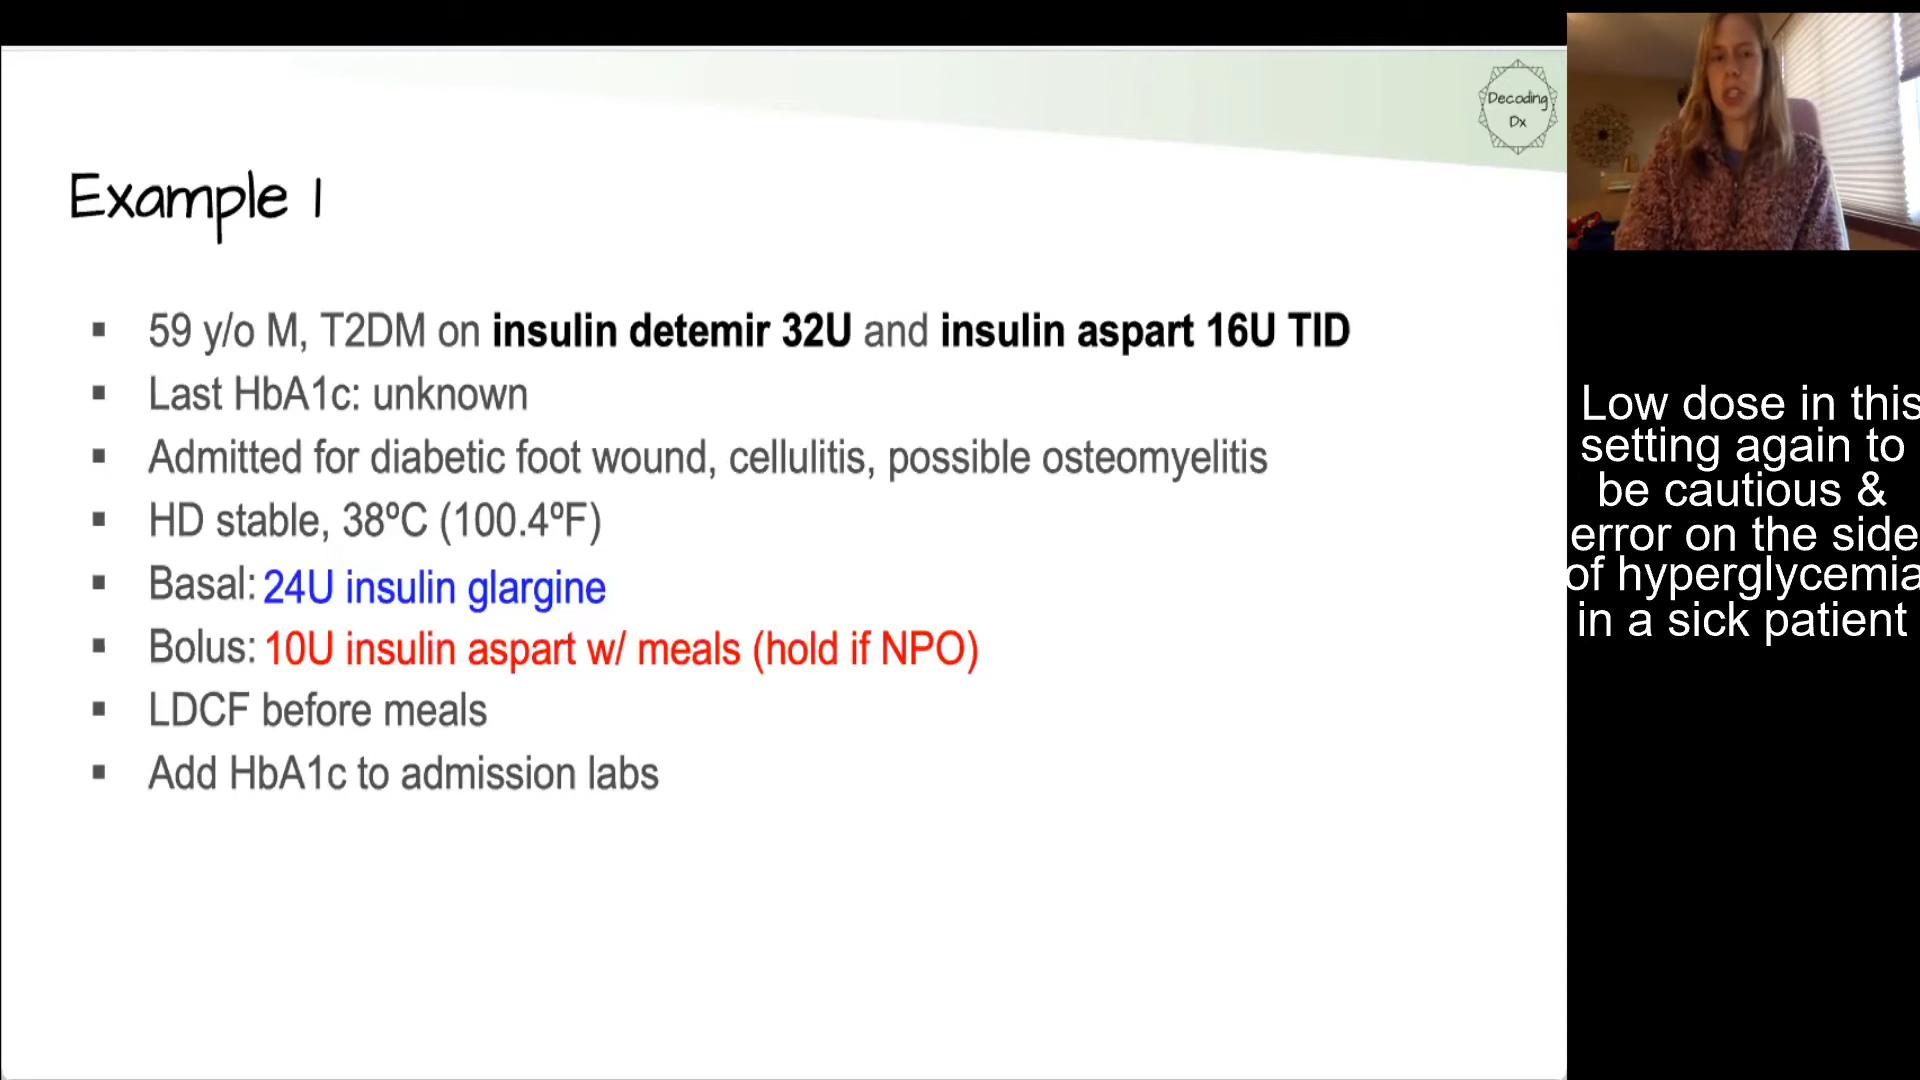 Decoding
Dx
Example 1
▪ 59 y/o M, T2DM on insulin detemir 32U and insulin aspart 16U TID
▪ Last HbA1c: unknown
▪ Admitted for diabetic foot wound, cellulitis, possible osteomyelitis
▪ HD stable, 38ºC (100.4ºF)
▪ Basal: 24U insulin glargine
▪ Bolus: 10U insulin aspart w/ meals (hold if NPO)
▪ LDCF before meals
▪ Add HbA1c to admission labs
Low dose in this
setting again to
be cautious &
error on the side
of hyperglycemia
in a sick patient